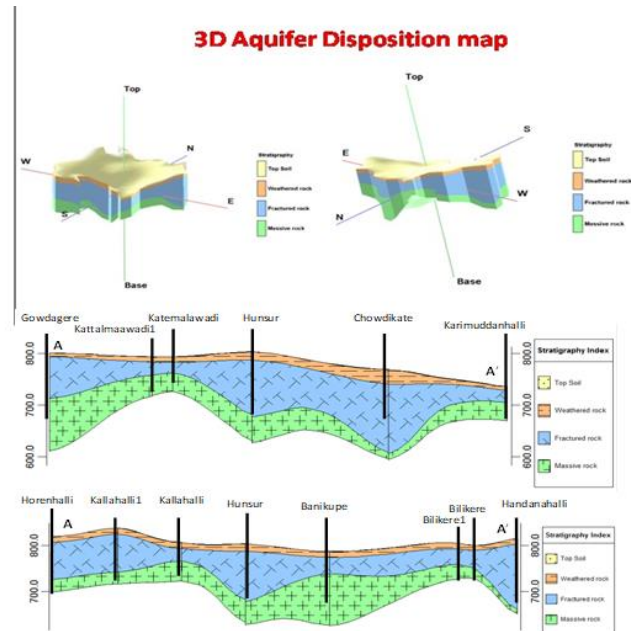 3D Aquifer Disposition map
Top
N
W
E
S
Base
Stratigraphy
Top Soil
Weathered rock
Fractured rock
Massive rock
Top
S
E
W
N
Base
Stratigraphy
Top Soil
Weathered rock
Fractured rock
Massive rock
Gowdagere
Kattalmaawadi1
Katemalawadi
Hunsur
Chowdikate
Karimuddanhalli
A
A'
800.0
700.0
600.0
800.0
700.0
600.0
Stratigraphy Index
Top Soil
Weathered rock
Fractured rock
Massive rock
Horenhalli
Kallahalli1
Kallahalli
Hunsur
Banikupe
Bilikere1
Bilikere
Handanahalli
A
A'
800.0
700.0
800.0
700.0
Stratigraphy Index
Top Soil
Weathered rock
Fractured rock
Massive rock